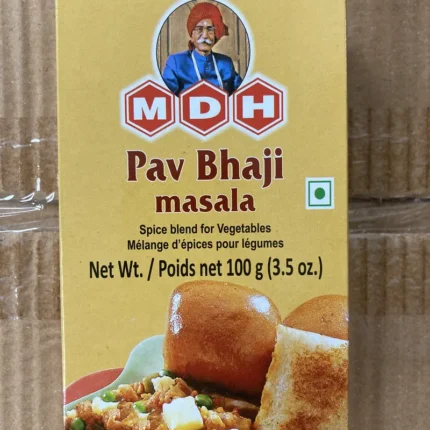 MDH
Pav Bhaji
masala
Spice blend for Vegetables
Mélange d'épices pour légumes
Net Wt. / Poids net 100 g (3.5 oz.)